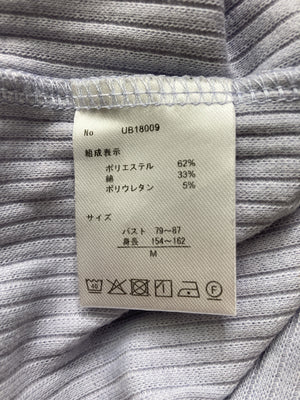 No UB18009
組成表示
ポリエステル 62%
綿 33%
ポリウレタン 5%
サイズ
バスト 79~87
身長 154~162
M
40 F